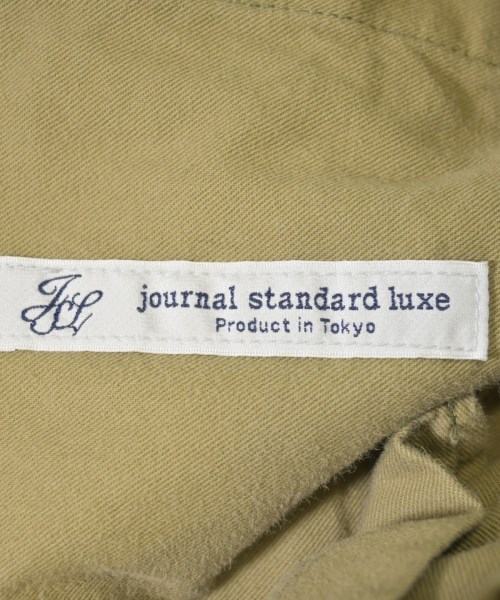 JSL
journal standard luxe
Product in Tokyo